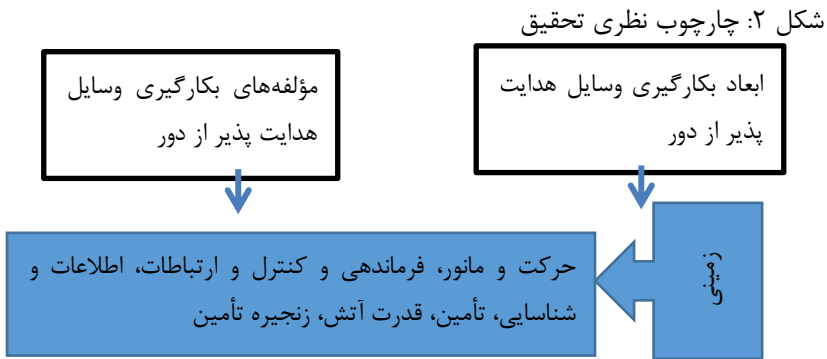 شکل ۲: چارچوب نظری تحقیق
ابعاد بکارگیری وسایل هدایت
پذیر از دور
مؤلفه‌های بکارگیری وسایل
هدایت پذیر از دور
زمینی
حرکت و مانور، فرماندهی و کنترل و ارتباطات، اطلاعات و
شناسایی، تأمین، قدرت آتش، زنجیره تأمین